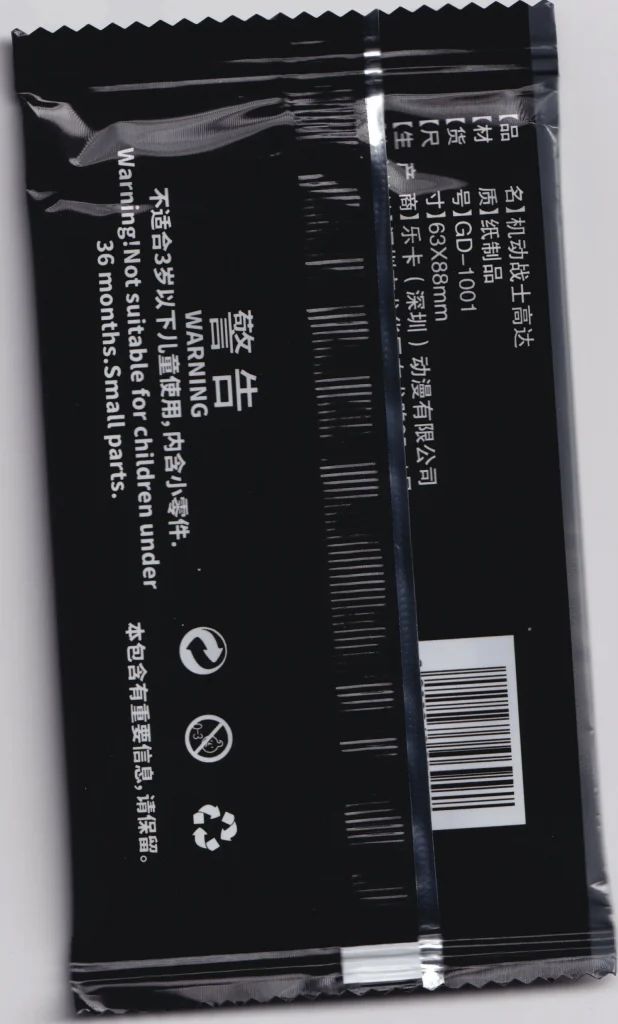 【品 名】机动战士高达
【材 质】纸制品
【货 号】GD-1001
【尺 寸】63X88mm
【生 产 商】乐卡（深圳）动漫有限公司
警告
WARNING
不适合3岁以下儿童使用,内含小零件.
Warning!Not suitable for children under
36 months.Small parts.
本包含有重要信息,请保留。